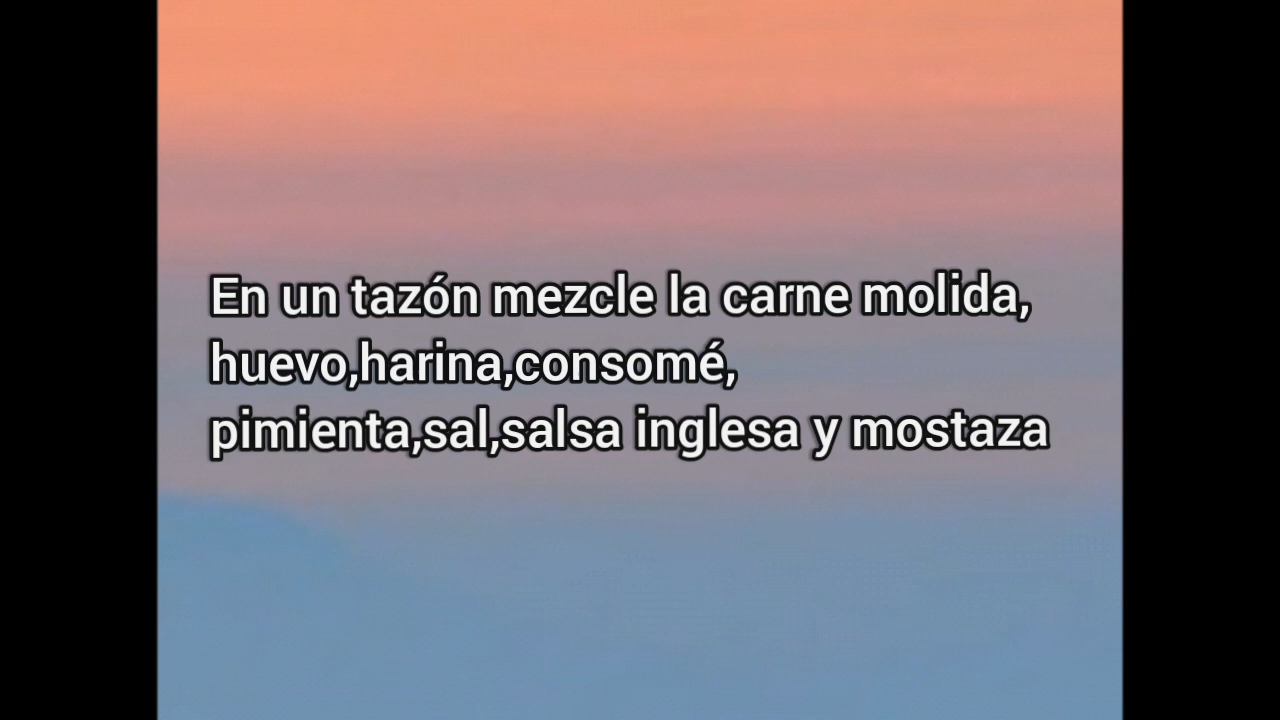 En un tazón mezcle la carne molida,
huevo,harina,consomé,
pimienta,sal,salsa inglesa y mostaza